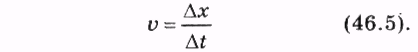 υ = Δx / Δt (46.5).